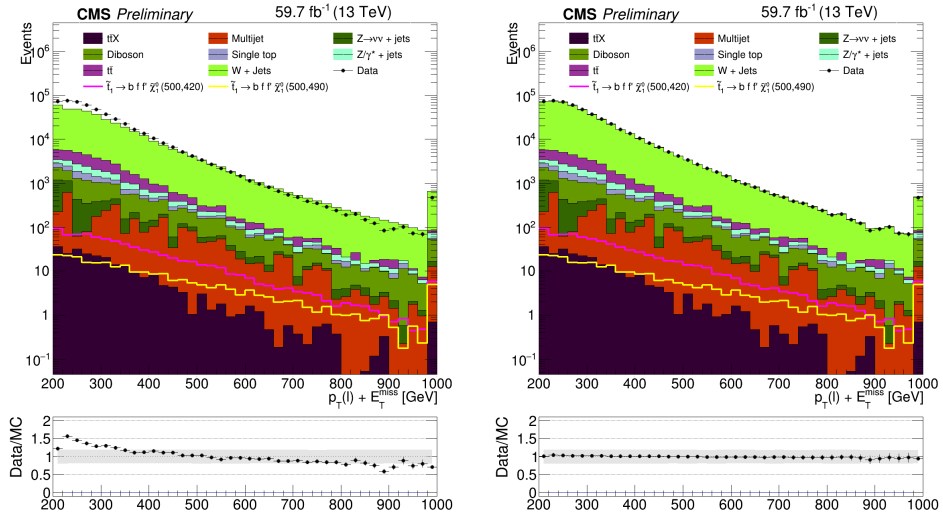 CMS Preliminary 59.7 fb⁻¹ (13 TeV)
Events
tt̄X Multijet Z→νν + jets
Diboson Single top Z/γ* + jets
tt̄ W + Jets Data
t̃₁→ b f f' χ̃⁰₁ (500,420) t̃₁→ b f f' χ̃⁰₁ (500,490)
10⁶
10⁵
10⁴
10³
10²
10
1
10⁻¹
200 300 400 500 600 700 800 900 1000
p_T(l) + E_T^miss [GeV]
Data/MC
2
1.5
1
0.5
0
200 300 400 500 600 700 800 900 1000
CMS Preliminary 59.7 fb⁻¹ (13 TeV)
Events
tt̄X Multijet Z→νν + jets
Diboson Single top Z/γ* + jets
tt̄ W + Jets Data
t̃₁→ b f f' χ̃⁰₁ (500,420) t̃₁→ b f f' χ̃⁰₁ (500,490)
10⁶
10⁵
10⁴
10³
10²
10
1
10⁻¹
200 300 400 500 600 700 800 900 1000
p_T(l) + E_T^miss [GeV]
Data/MC
2
1.5
1
0.5
0
200 300 400 500 600 700 800 900 1000